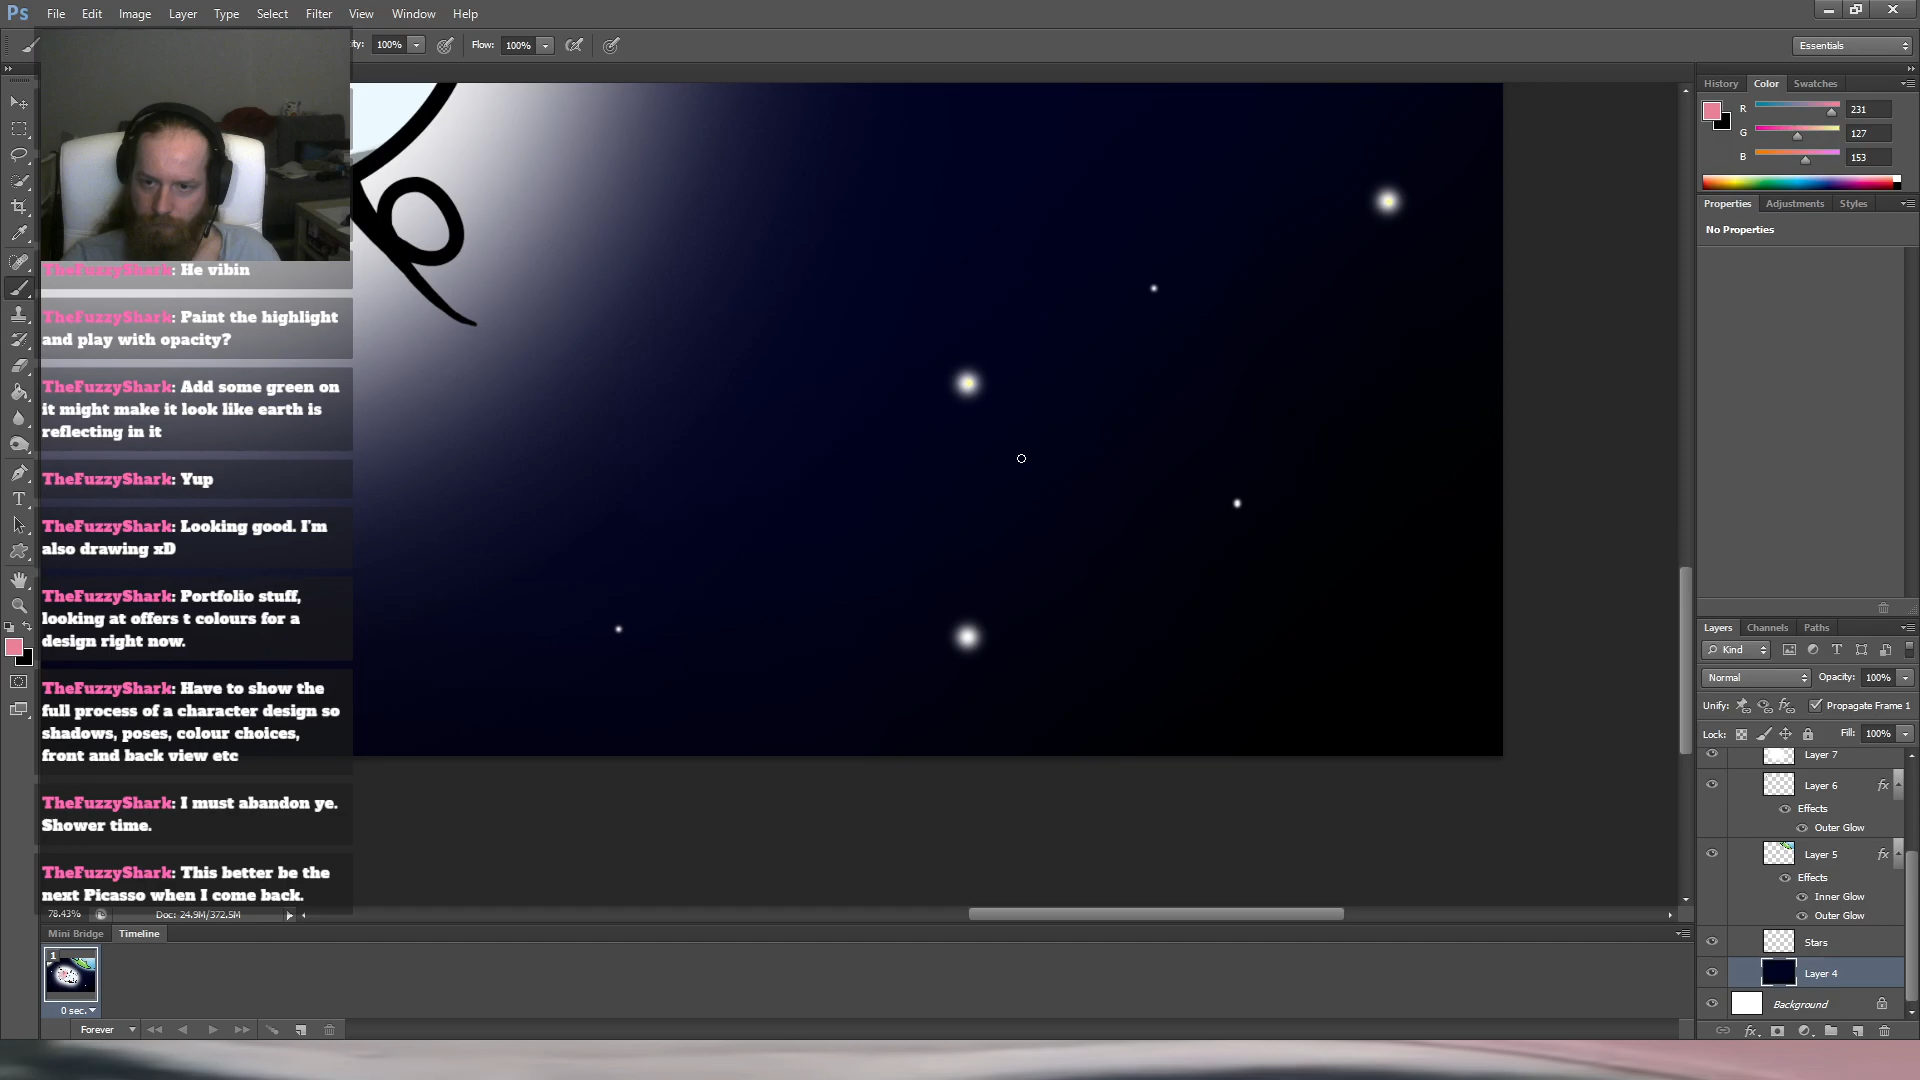 Ps File Edit Image Layer Type Select Filter View Window Help
100% Flow: 100% Essentials
History Color Swatches
R 231
G 127
B 153
Properties Adjustments Styles
No Properties
TheFuzzyShark: He vibin
TheFuzzyShark: Paint the highlight
and play with opacity?
TheFuzzyShark: Add some green on
it might make it look like earth is
reflecting in it
TheFuzzyShark: Yup
TheFuzzyShark: Looking good. I'm
also drawing xD
TheFuzzyShark: Portfolio stuff,
looking at offers t colours for a
design right now.
TheFuzzyShark: Have to show the
full process of a character design so
shadows, poses, colour choices,
front and back view etc
TheFuzzyShark: I must abandon ye.
Shower time.
TheFuzzyShark: This better be the
next Picasso when I come back.
Layers Channels Paths
Kind
Normal Opacity: 100%
Unify: Propagate Frame 1
Lock: Fill: 100%
Layer 7
Layer 6 fx
Effects
Outer Glow
Layer 5 fx
Effects
Inner Glow
Outer Glow
Stars
Layer 4
Background
78.43% Doc: 24.9M/372.5M
Mini Bridge Timeline
1
0 sec.
Forever